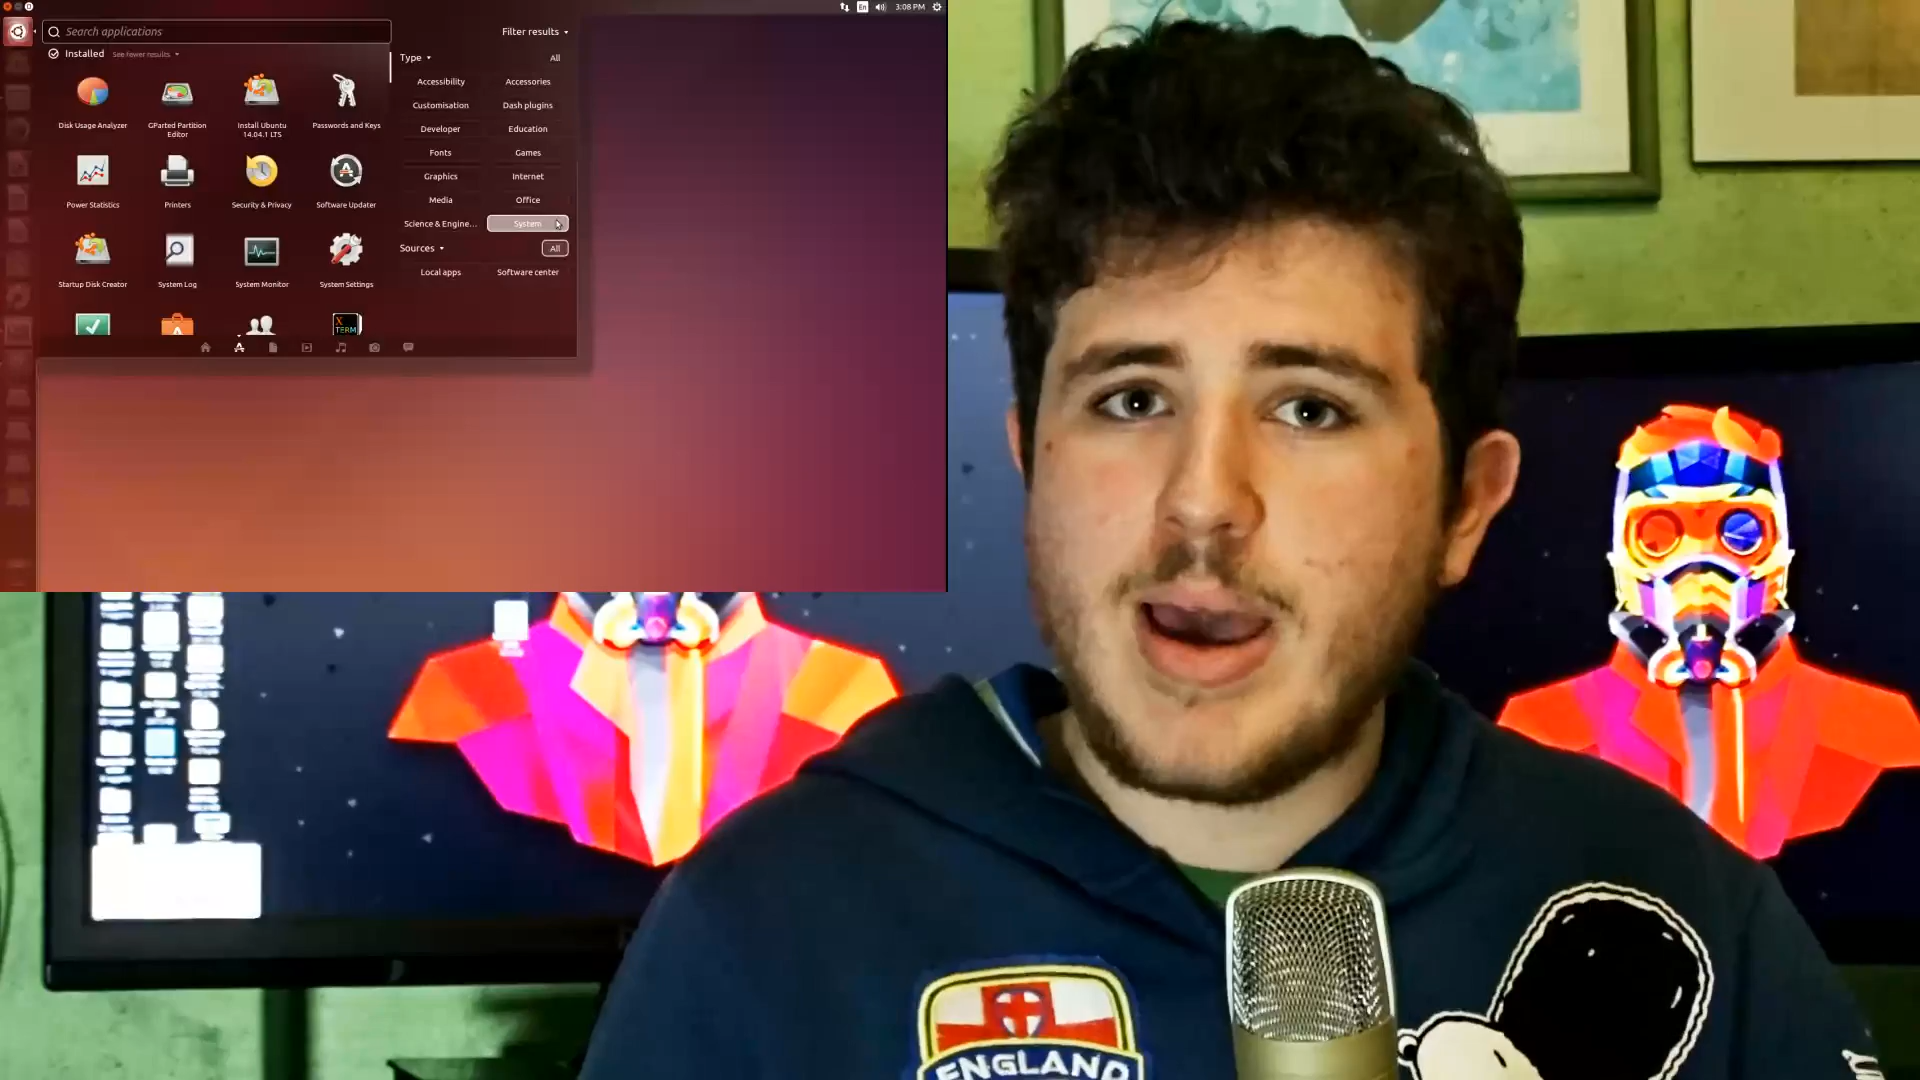 En
3:08 PM
Search applications
Filter results
Installed
See fewer results
Type
All
Accessibility
Accessories
Customisation
Dash plugins
Developer
Education
Fonts
Games
Graphics
Internet
Media
Office
Science & Engine...
System
Sources
All
Local apps
Software center
Disk Usage Analyzer
GParted Partition
Editor
Install Ubuntu
14.04.1 LTS
Passwords and Keys
Power Statistics
Printers
Security & Privacy
Software Updater
Startup Disk Creator
System Log
System Monitor
System Settings
X
TERM
ENGLAND